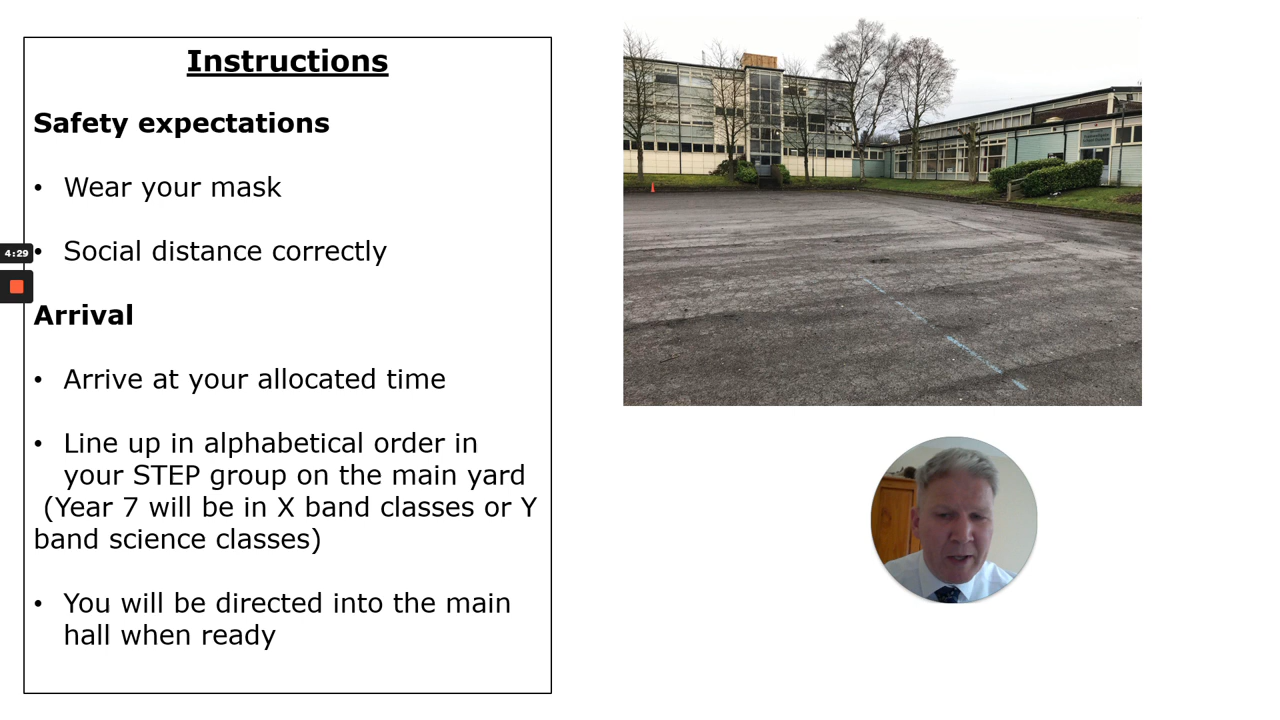 Instructions
Safety expectations
• Wear your mask
• Social distance correctly
4:29
Arrival
• Arrive at your allocated time
• Line up in alphabetical order in
your STEP group on the main yard
(Year 7 will be in X band classes or Y
band science classes)
• You will be directed into the main
hall when ready